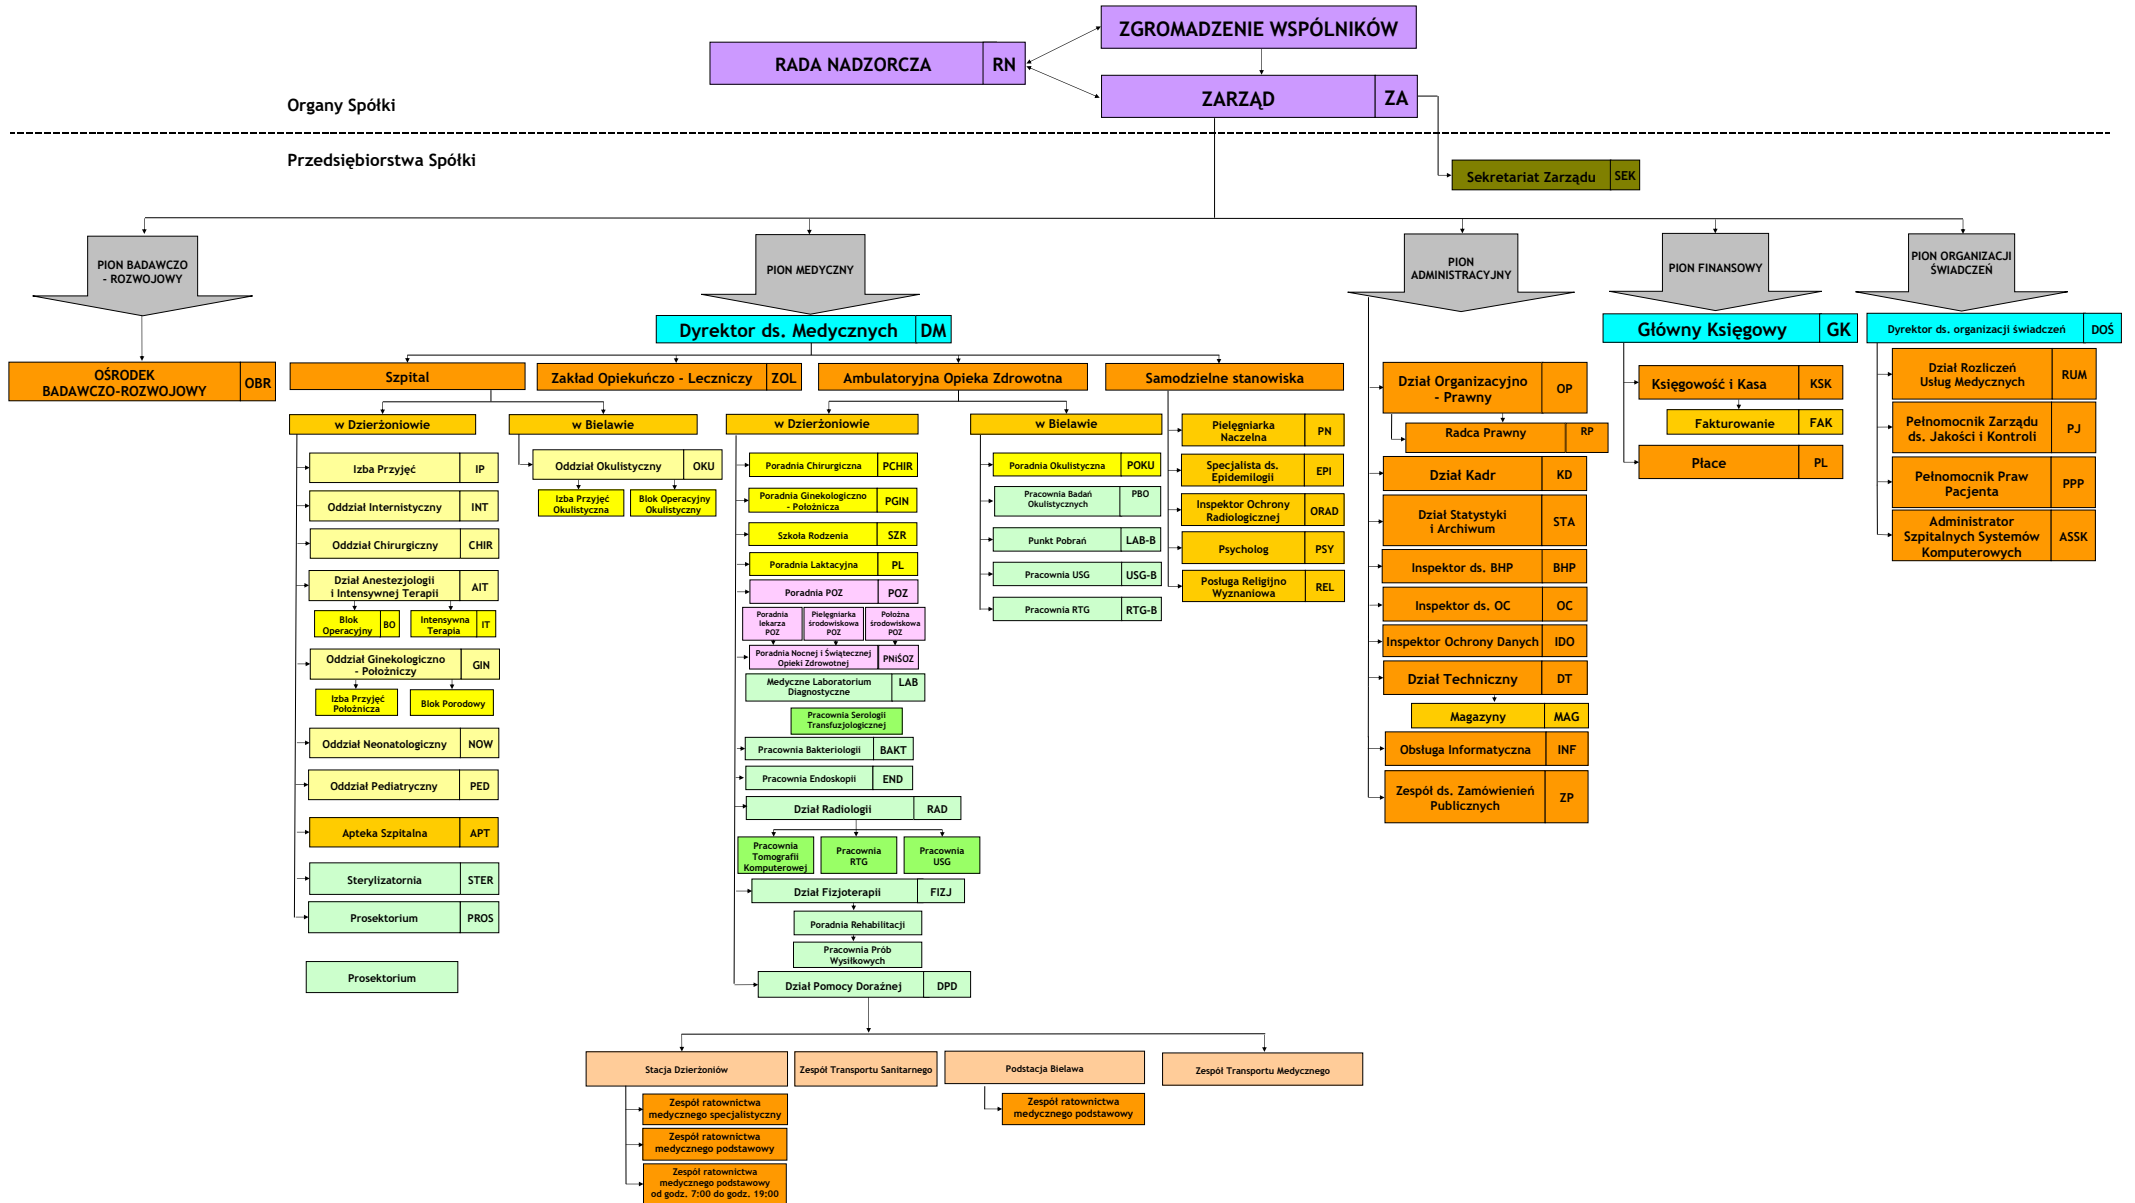 ZGROMADZENIE WSPÓLNIKÓW
RADA NADZORCZA RN
ZARZĄD ZA
Organy Spółki
Przedsiębiorstwa Spółki
Sekretariat Zarządu SEK
PION BADAWCZO
- ROZWOJOWY
PION MEDYCZNY
PION
ADMINISTRACYJNY
PION FINANSOWY
PION ORGANIZACJI
ŚWIADCZEŃ
Dyrektor ds. Medycznych DM
Główny Księgowy GK
Dyrektor ds. organizacji świadczeń DOŚ
OŚRODEK
BADAWCZO-ROZWOJOWY OBR
Szpital
Zakład Opiekuńczo - Leczniczy ZOL
Ambulatoryjna Opieka Zdrowotna
Samodzielne stanowiska
w Dzierżoniowie
Izba Przyjęć IP
Oddział Internistyczny INT
Oddział Chirurgiczny CHIR
Dział Anestezjologii
i Intensywnej Terapii AIT
Blok
Operacyjny BO
Intensywna
Terapia IT
Oddział Ginekologiczno
- Położniczy GIN
Izba Przyjęć
Położnicza
Blok Porodowy
Oddział Neonatologiczny NOW
Oddział Pediatryczny PED
Apteka Szpitalna APT
Sterylizatornia STER
Prosektorium PROS
Prosektorium
w Bielawie
Oddział Okulistyczny OKU
Izba Przyjęć
Okulistyczna
Blok Operacyjny
Okulistyczny
w Dzierżoniowie
Poradnia Chirurgiczna PCHIR
Poradnia Ginekologiczno
- Położnicza PGIN
Szkoła Rodzenia SZR
Poradnia Laktacyjna PL
Poradnia POZ POZ
Poradnia
lekarza
POZ
Pielęgniarka
środowiskowa
POZ
Położna
środowiskowa
POZ
Poradnia Nocnej i Świątecznej
Opieki Zdrowotnej PNiŚOZ
Medyczne Laboratorium
Diagnostyczne LAB
Pracownia Serologii
Transfuzjologicznej
Pracownia Bakteriologii BAKT
Pracownia Endoskopii END
Dział Radiologii RAD
Pracownia
Tomografii
Komputerowej
Pracownia
RTG
Pracownia
USG
Dział Fizjoterapii FIZJ
Poradnia Rehabilitacji
Pracownia Prób
Wysiłkowych
Dział Pomocy Doraźnej DPD
w Bielawie
Poradnia Okulistyczna POKU
Pracownia Badań
Okulistycznych PBO
Punkt Pobrań LAB-B
Pracownia USG USG-B
Pracownia RTG RTG-B
Pielęgniarka
Naczelna PN
Specjalista ds.
Epidemilogii EPI
Inspektor Ochrony
Radiologicznej ORAD
Psycholog PSY
Posługa Religijno
Wyznaniowa REL
Dział Organizacyjno
- Prawny OP
Radca Prawny RP
Dział Kadr KD
Dział Statystyki
i Archiwum STA
Inspektor ds. BHP BHP
Inspektor ds. OC OC
Inspektor Ochrony Danych IDO
Dział Techniczny DT
Magazyny MAG
Obsługa Informatyczna INF
Zespół ds. Zamówienień
Publicznych ZP
Księgowość i Kasa KSK
Fakturowanie FAK
Płace PL
Dział Rozliczeń
Usług Medycznych RUM
Pełnomocnik Zarządu
ds. Jakości i Kontroli PJ
Pełnomocnik Praw
Pacjenta PPP
Administrator
Szpitalnych Systemów
Komputerowych ASSK
Stacja Dzierżoniów
Zespół Transportu Sanitarnego
Podstacja Bielawa
Zespół Transportu Medycznego
Zespół ratownictwa
medycznego specjalistyczny
Zespół ratownictwa
medycznego podstawowy
Zespół ratownictwa
medycznego podstawowy
od godz. 7:00 do godz. 19:00
Zespół ratownictwa
medycznego podstawowy